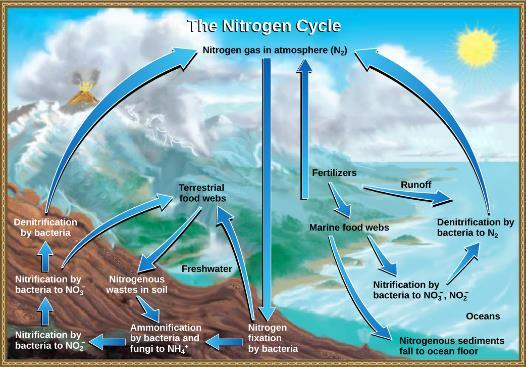 The Nitrogen Cycle
Nitrogen gas in atmosphere (N₂)
Fertilizers
Runoff
Terrestrial
food webs
Denitrification
by bacteria
Marine food webs
Denitrification by
bacteria to N₂
Freshwater
Nitrification by
bacteria to NO₃⁻
Nitrogenous
wastes in soil
Nitrification by
bacteria to NO₃⁻, NO₂⁻
Oceans
Nitrification by
bacteria to NO₂⁻
Ammonification
by bacteria and
fungi to NH₄⁺
Nitrogen
fixation
by bacteria
Nitrogenous sediments
fall to ocean floor